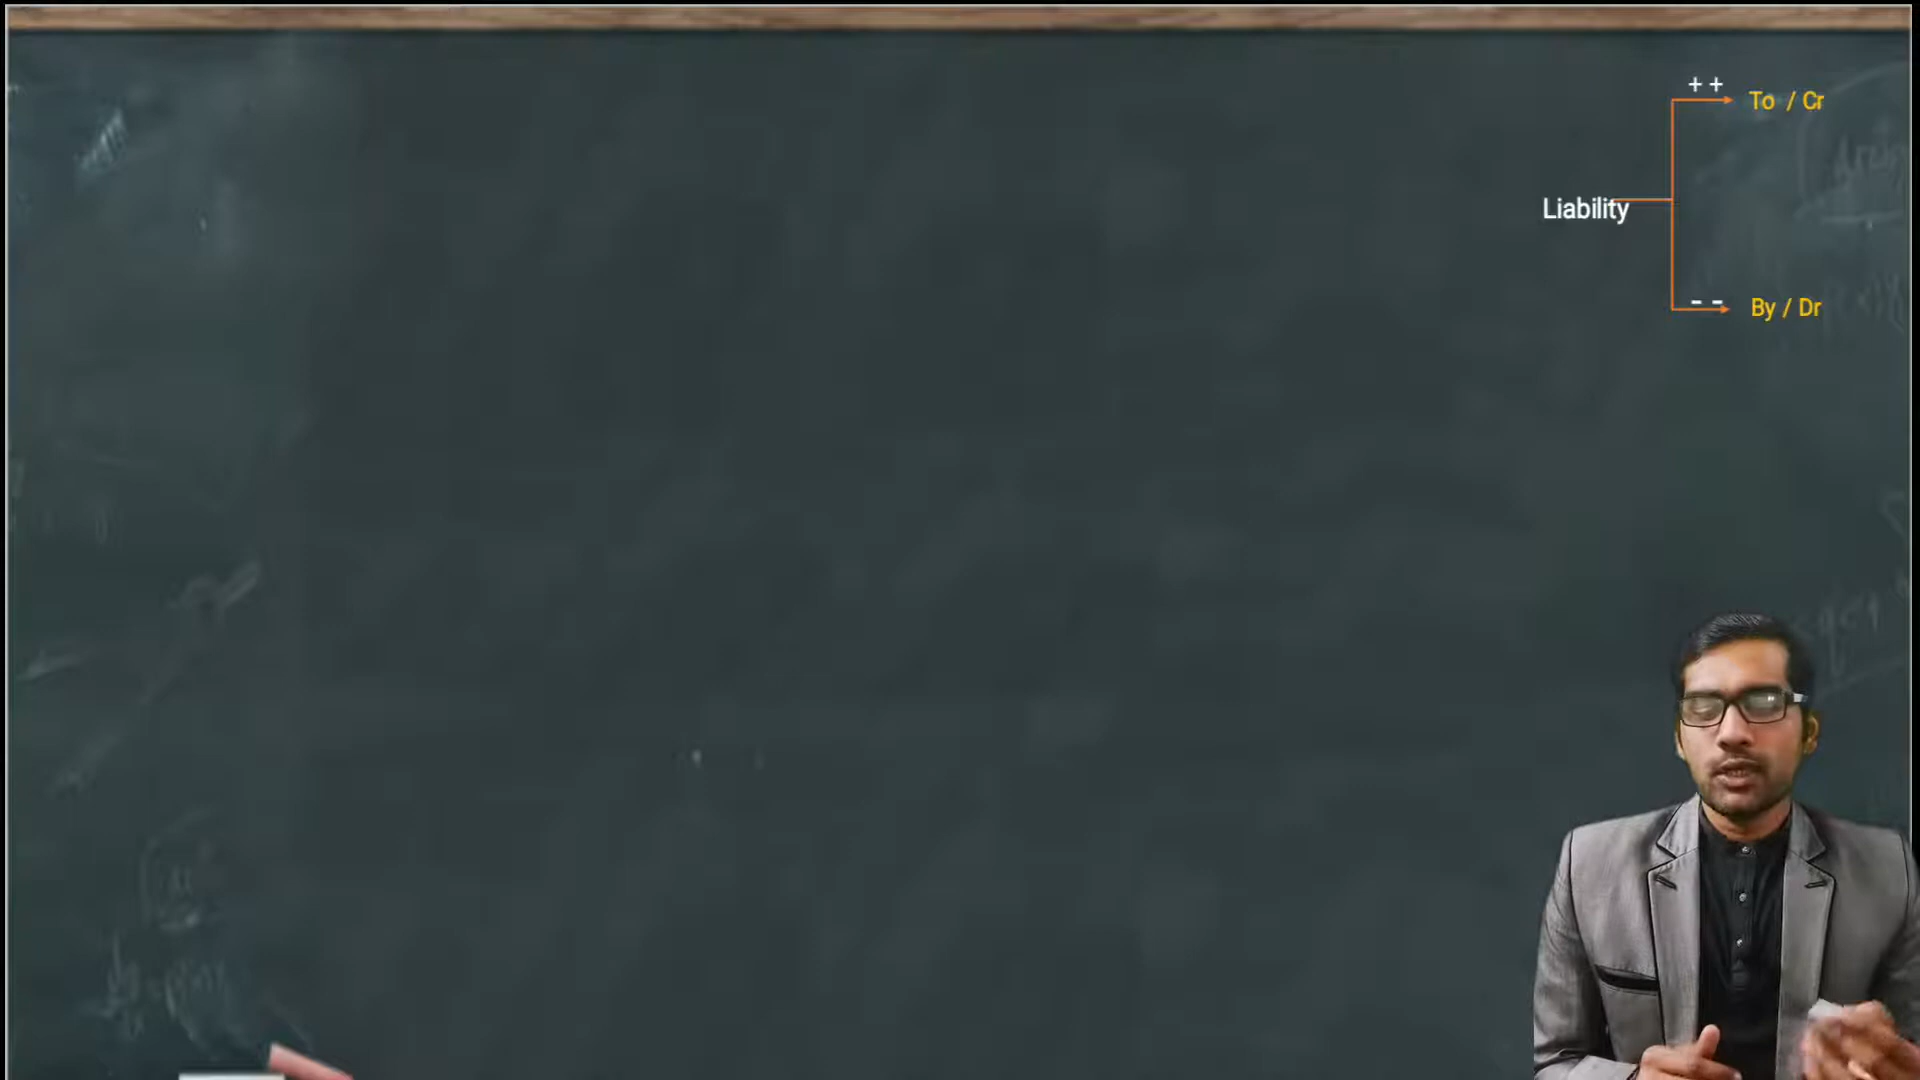 ++
To / Cr
Liability
--
By / Dr